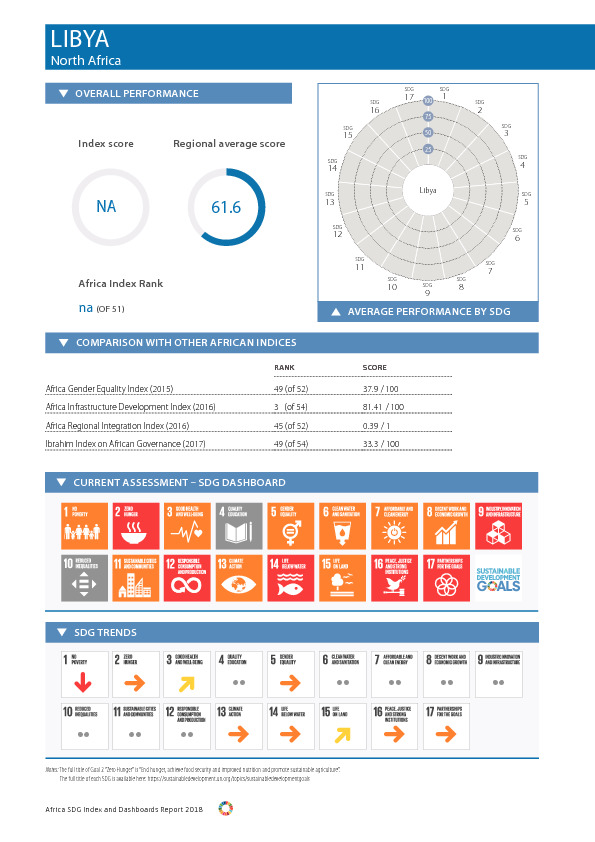 LIBYA
North Africa
▼ OVERALL PERFORMANCE
Index score
Regional average score
NA
61.6
Africa Index Rank
na (OF 51)
SDG 17
SDG 1
SDG 2
SDG 3
SDG 4
SDG 5
SDG 6
SDG 7
SDG 8
SDG 9
SDG 10
SDG 11
SDG 12
SDG 13
SDG 14
SDG 15
SDG 16
100
75
50
25
Libya
▲ AVERAGE PERFORMANCE BY SDG
▼ COMPARISON WITH OTHER AFRICAN INDICES
RANK SCORE
Africa Gender Equality Index (2015) 49 (of 52) 37.9 / 100
Africa Infrastructure Development Index (2016) 3 (of 54) 81.41 / 100
Africa Regional Integration Index (2016) 45 (of 52) 0.39 / 1
Ibrahim Index on African Governance (2017) 49 (of 54) 33.3 / 100
▼ CURRENT ASSESSMENT – SDG DASHBOARD
1 NO POVERTY
2 ZERO HUNGER
3 GOOD HEALTH AND WELL-BEING
4 QUALITY EDUCATION
5 GENDER EQUALITY
6 CLEAN WATER AND SANITATION
7 AFFORDABLE AND CLEAN ENERGY
8 DECENT WORK AND ECONOMIC GROWTH
9 INDUSTRY, INNOVATION AND INFRASTRUCTURE
10 REDUCED INEQUALITIES
11 SUSTAINABLE CITIES AND COMMUNITIES
12 RESPONSIBLE CONSUMPTION AND PRODUCTION
13 CLIMATE ACTION
14 LIFE BELOW WATER
15 LIFE ON LAND
16 PEACE, JUSTICE AND STRONG INSTITUTIONS
17 PARTNERSHIPS FOR THE GOALS
SUSTAINABLE
DEVELOPMENT
GOALS
▼ SDG TRENDS
1 NO POVERTY
2 ZERO HUNGER
3 GOOD HEALTH AND WELL-BEING
4 QUALITY EDUCATION
5 GENDER EQUALITY
6 CLEAN WATER AND SANITATION
7 AFFORDABLE AND CLEAN ENERGY
8 DECENT WORK AND ECONOMIC GROWTH
9 INDUSTRY, INNOVATION AND INFRASTRUCTURE
10 REDUCED INEQUALITIES
11 SUSTAINABLE CITIES AND COMMUNITIES
12 RESPONSIBLE CONSUMPTION AND PRODUCTION
13 CLIMATE ACTION
14 LIFE BELOW WATER
15 LIFE ON LAND
16 PEACE, JUSTICE AND STRONG INSTITUTIONS
17 PARTNERSHIPS FOR THE GOALS
Notes: The full title of Goal 2 “Zero Hunger” is “End hunger, achieve food security and improved nutrition and promote sustainable agriculture”.
The full title of each SDG is available here: https://sustainabledevelopment.un.org/topics/sustainabledevelopmentgoals
Africa SDG Index and Dashboards Report 2018